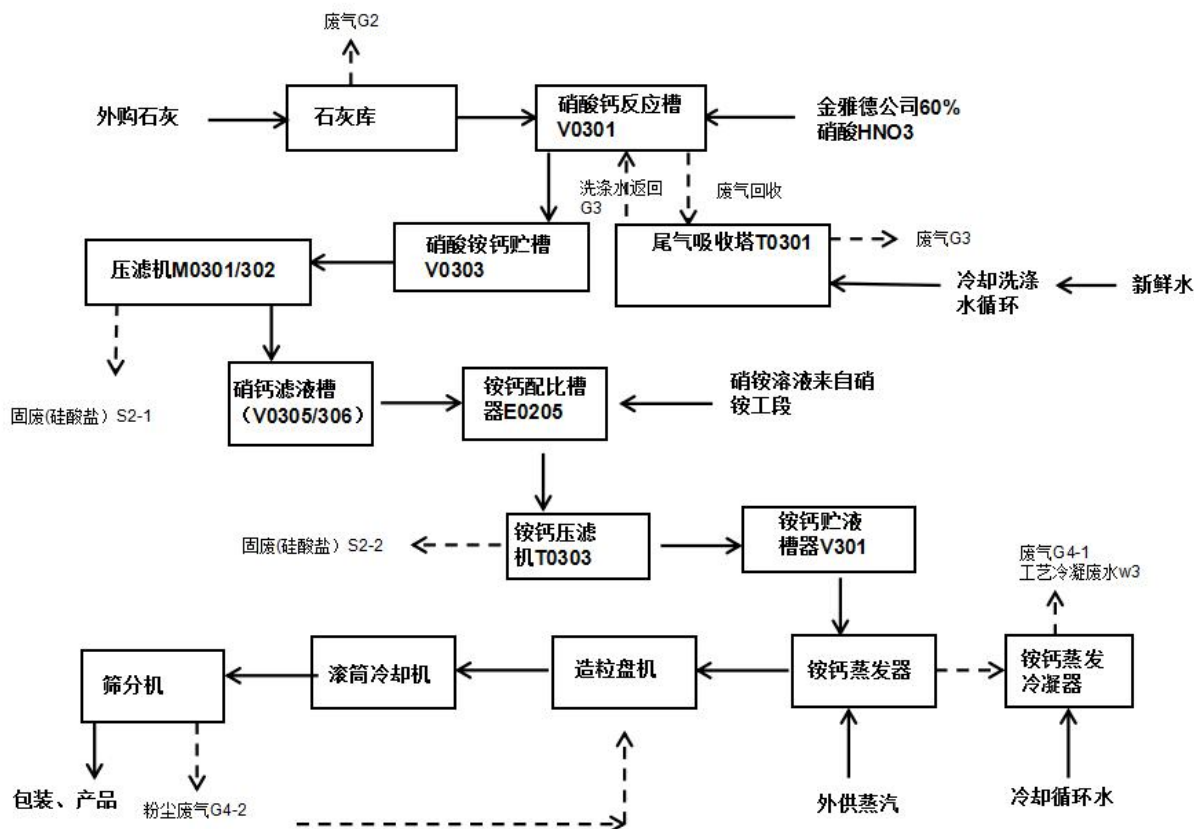 废气G2
外购石灰
石灰库
硝酸钙反应槽
V0301
金雅德公司60%
硝酸HNO3
洗涤水返回
G3
废气回收
压滤机M0301/302
硝酸铵钙贮槽
V0303
尾气吸收塔T0301
废气G3
冷却洗涤
水循环
新鲜水
固废(硅酸盐）S2-1
硝钙滤液槽
（V0305/306）
铵钙配比槽
器E0205
硝铵溶液来自硝
铵工段
固废(硅酸盐）S2-2
铵钙压滤
机T0303
铵钙贮液
槽器V301
废气G4-1
工艺冷凝废水w3
筛分机
滚筒冷却机
造粒盘机
铵钙蒸发器
铵钙蒸发
冷凝器
包装、产品
粉尘废气G4-2
外供蒸汽
冷却循环水